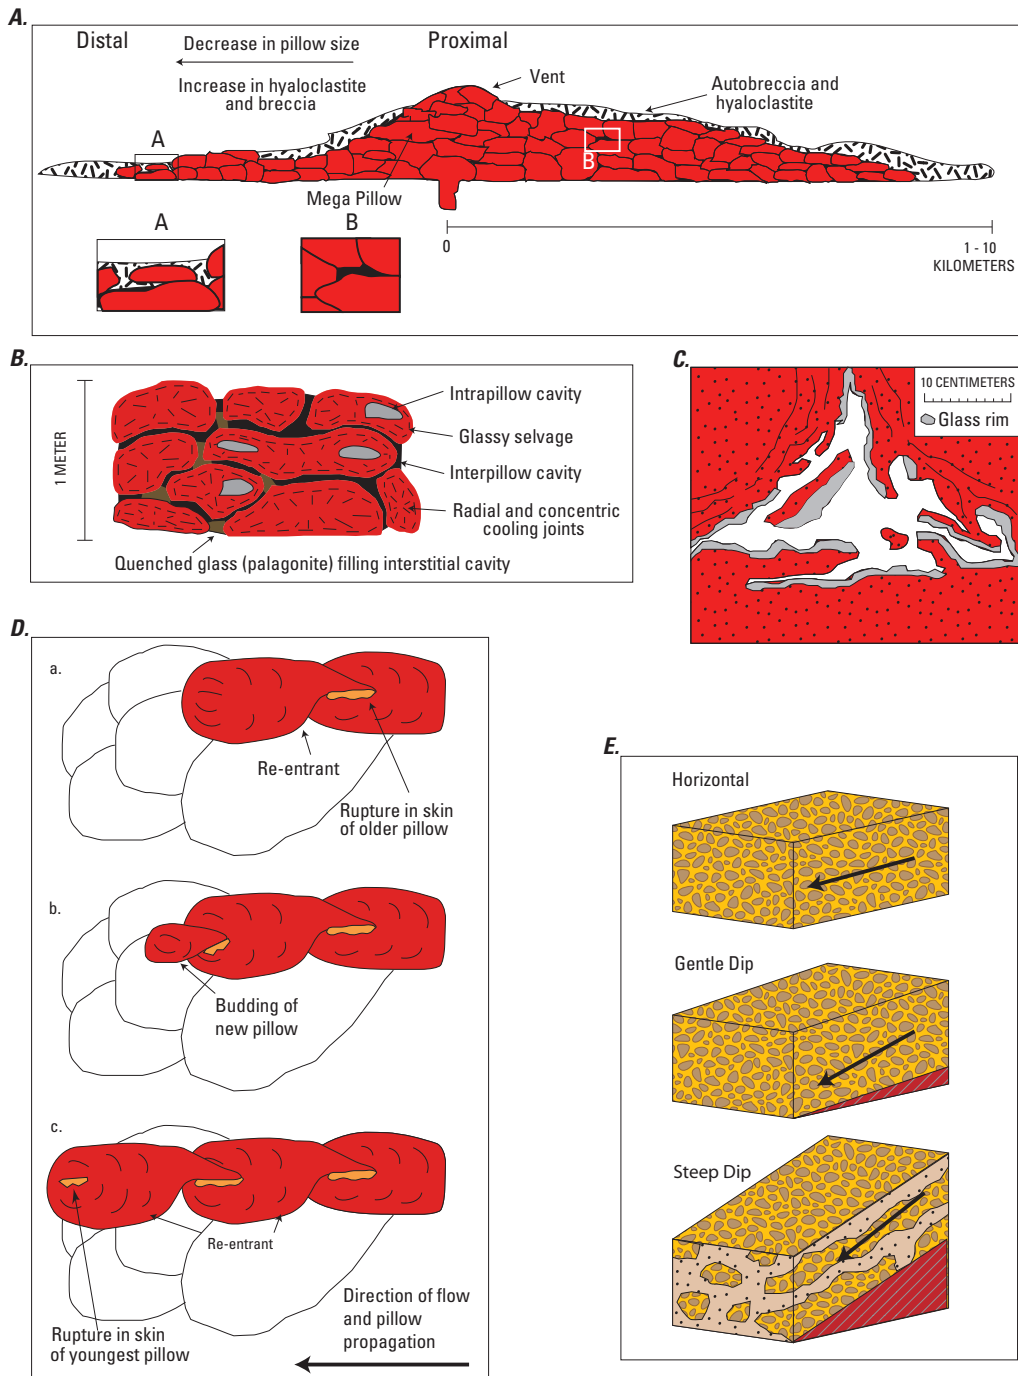 A.
Distal
Proximal
Decrease in pillow size
Increase in hyaloclastite
and breccia
Vent
Autobreccia and
hyaloclastite
A
B
Mega Pillow
A
B
0
1 - 10
KILOMETERS
B.
1 METER
Intrapillow cavity
Glassy selvage
Interpillow cavity
Radial and concentric
cooling joints
Quenched glass (palagonite) filling interstitial cavity
C.
10 CENTIMETERS
Glass rim
D.
a.
Re-entrant
Rupture in skin
of older pillow
b.
Budding of
new pillow
c.
Re-entrant
Rupture in skin
of youngest pillow
Direction of flow
and pillow
propagation
E.
Horizontal
Gentle Dip
Steep Dip